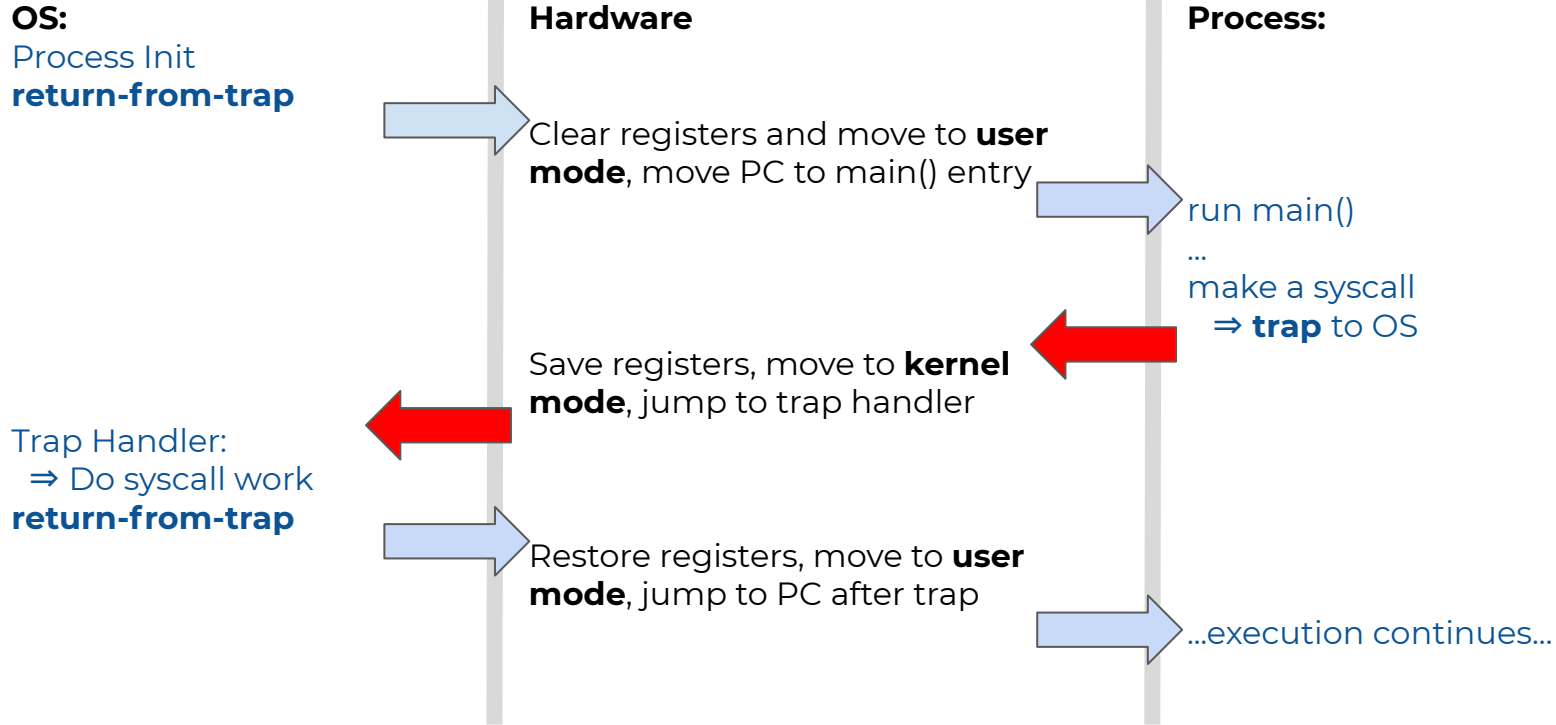 OS:
Process Init
return-from-trap
Hardware
Process:
Clear registers and move to user
mode, move PC to main() entry
run main()
...
make a syscall
⇒ trap to OS
Save registers, move to kernel
mode, jump to trap handler
Trap Handler:
⇒ Do syscall work
return-from-trap
Restore registers, move to user
mode, jump to PC after trap
...execution continues...